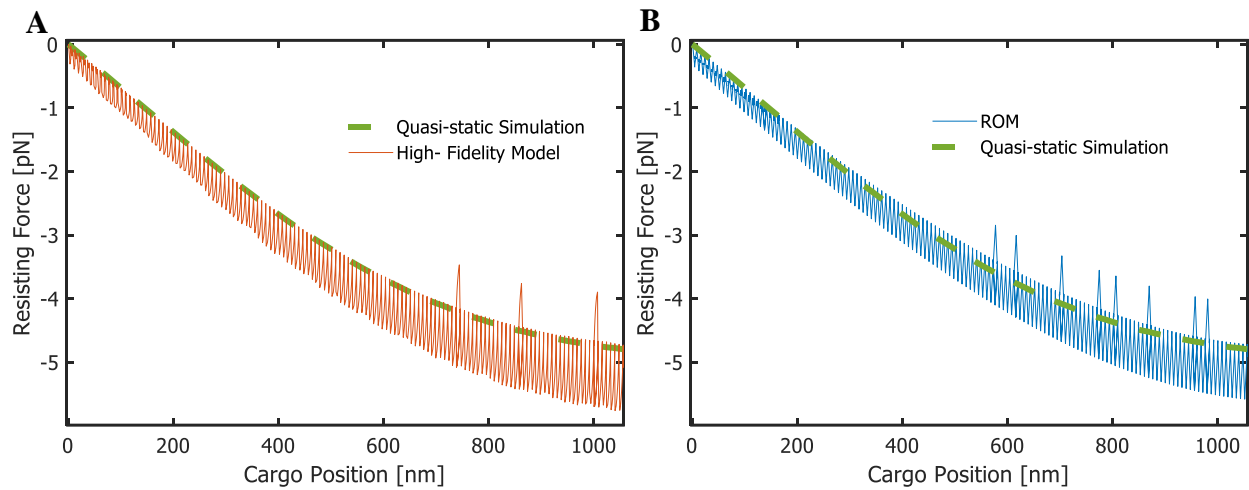 A
0
-1
-2
-3
-4
-5
Resisting Force [pN]
Quasi-static Simulation
High- Fidelity Model
0
200
400
600
800
1000
Cargo Position [nm]
B
0
-1
-2
-3
-4
-5
Resisting Force [pN]
ROM
Quasi-static Simulation
0
200
400
600
800
1000
Cargo Position [nm]